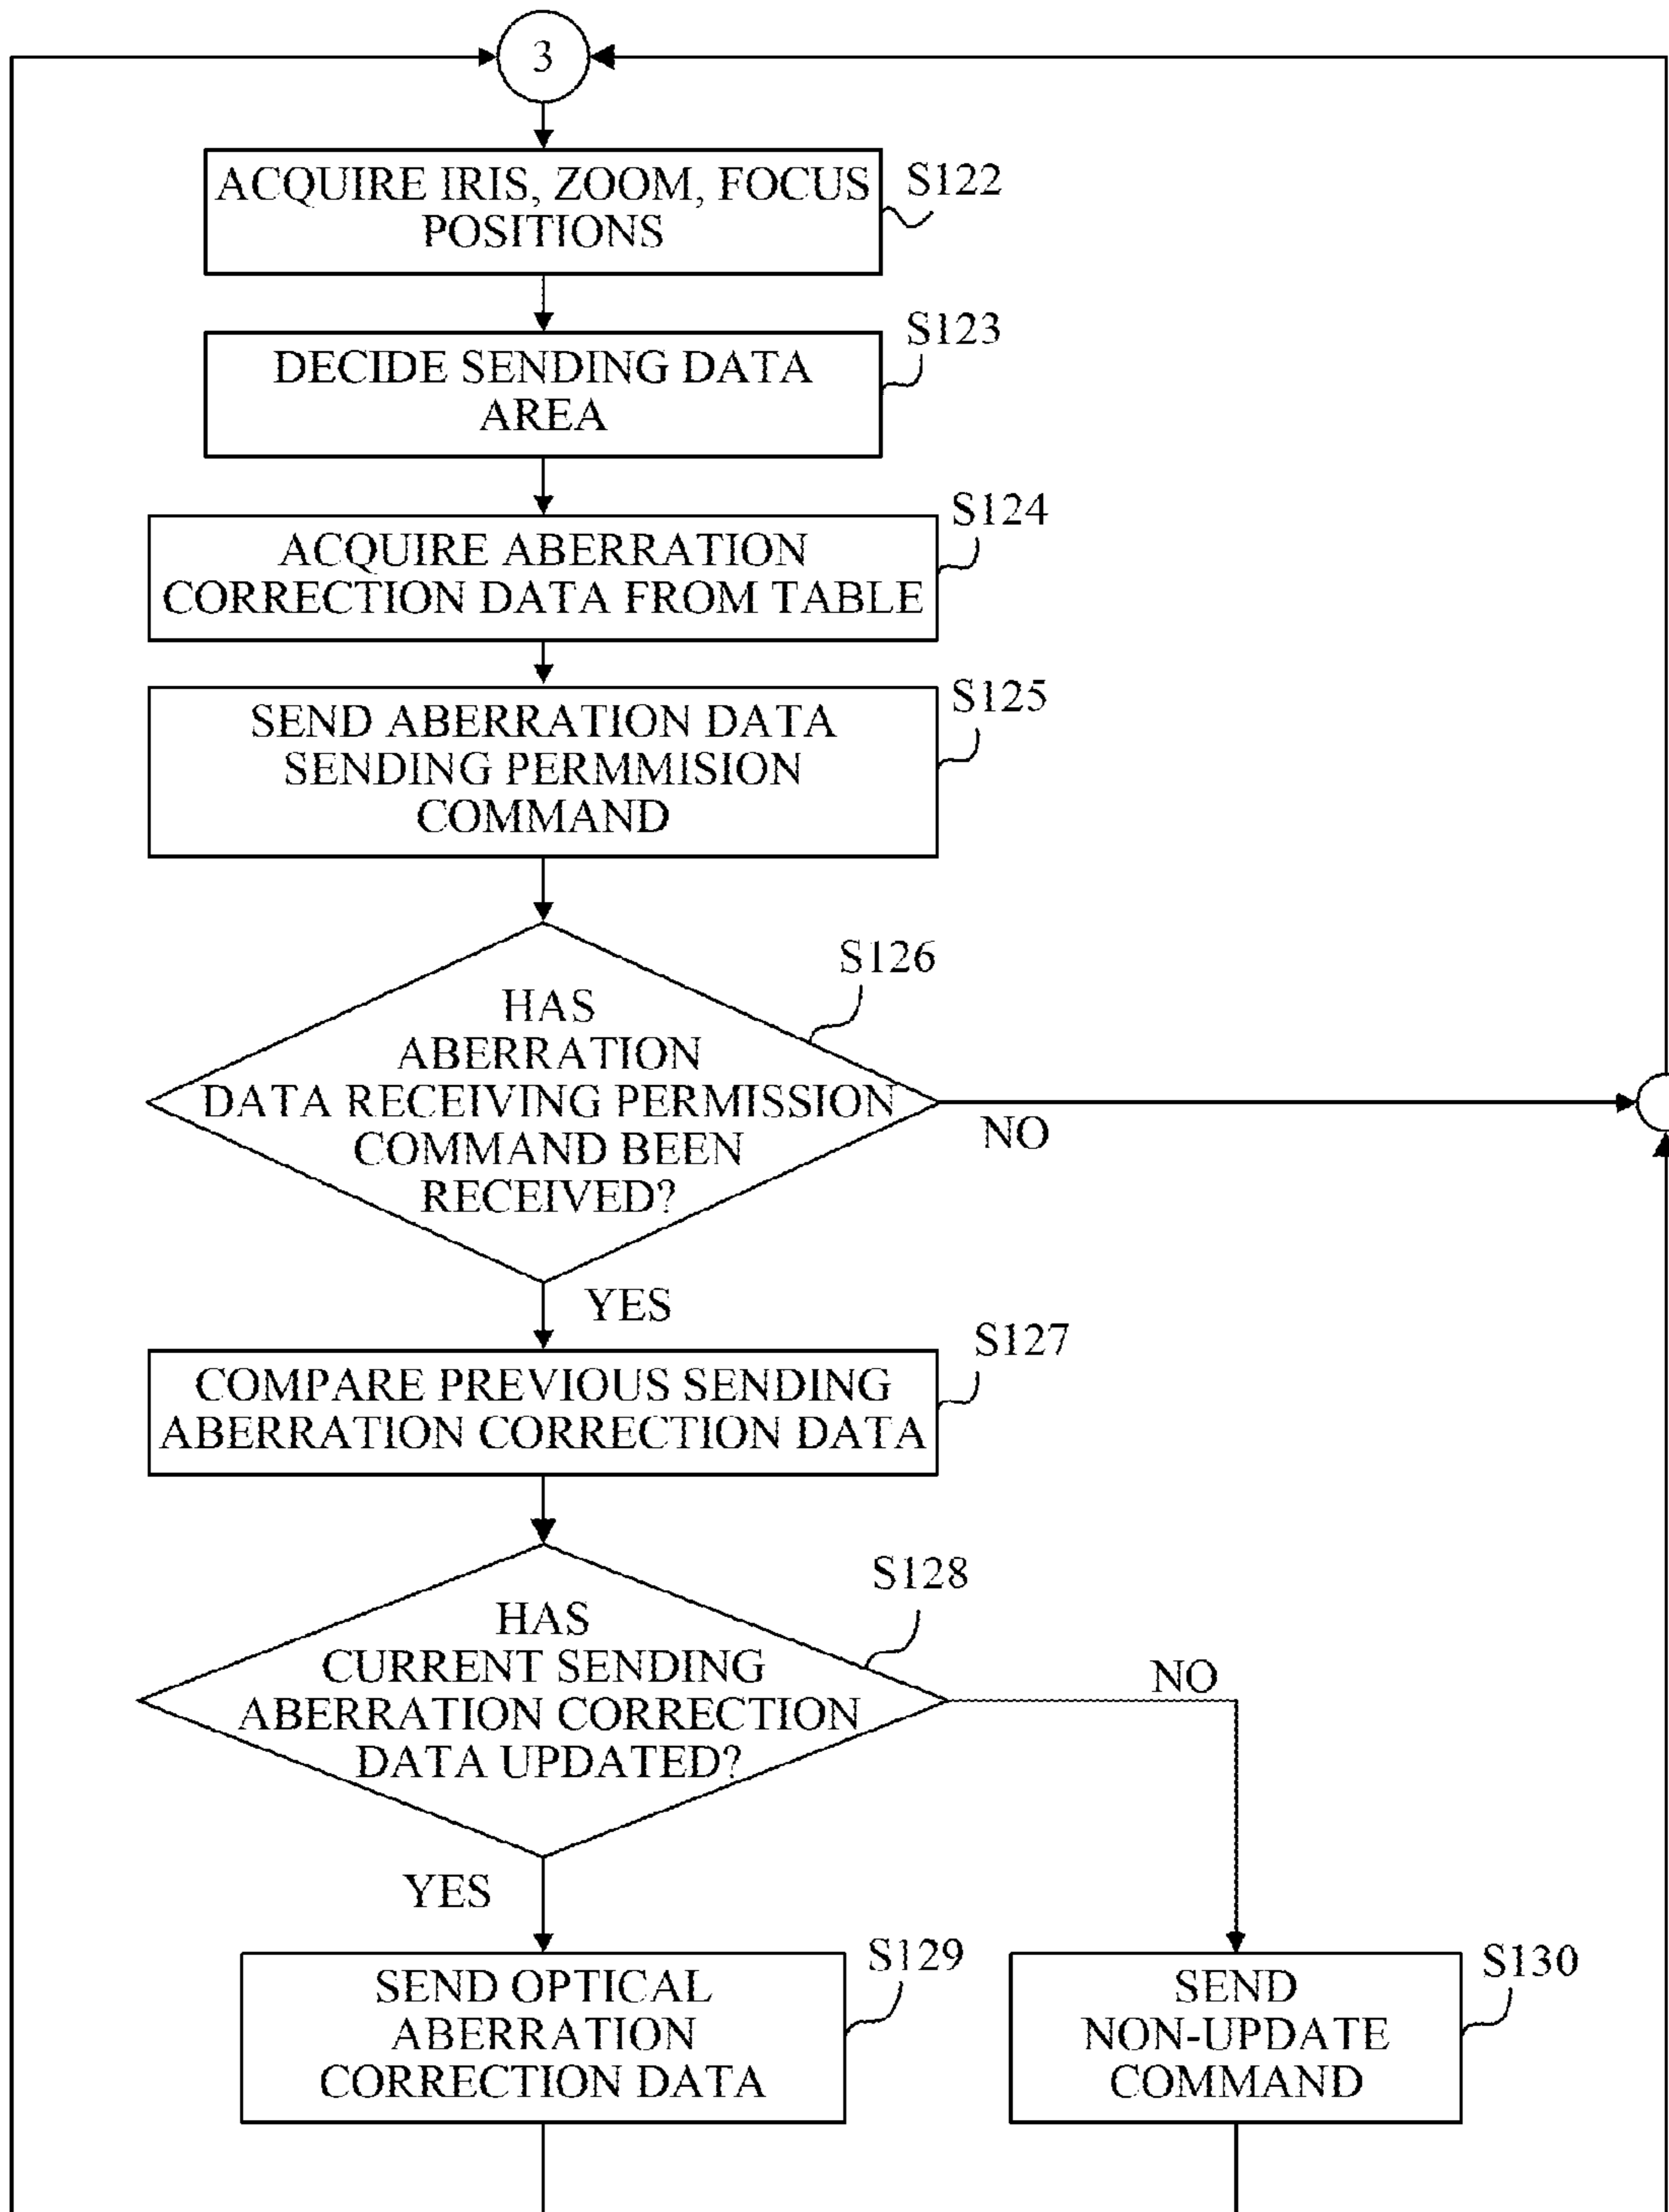 3
ACQUIRE IRIS, ZOOM, FOCUS
POSITIONS
S122
DECIDE SENDING DATA
AREA
S123
ACQUIRE ABERRATION
CORRECTION DATA FROM TABLE
S124
SEND ABERRATION DATA
SENDING PERMMISION
COMMAND
S125
HAS
ABERRATION
DATA RECEIVING PERMISSION
COMMAND BEEN
RECEIVED?
S126
NO
YES
COMPARE PREVIOUS SENDING
ABERRATION CORRECTION DATA
S127
HAS
CURRENT SENDING
ABERRATION CORRECTION
DATA UPDATED?
S128
NO
YES
SEND OPTICAL
ABERRATION
CORRECTION DATA
S129
SEND
NON-UPDATE
COMMAND
S130